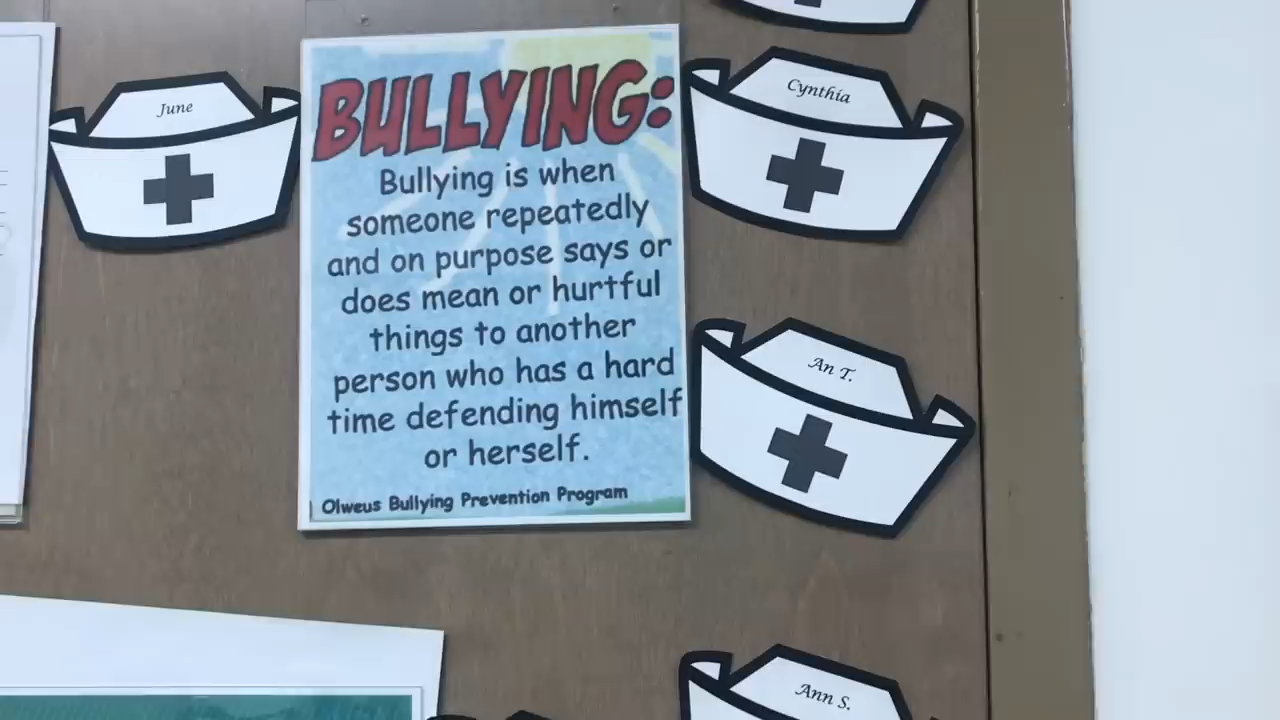 June
BULLYING:
Bullying is when
someone repeatedly
and on purpose says or
does mean or hurtful
things to another
person who has a hard
time defending himself
or herself.
Olweus Bullying Prevention Program
Cynthia
An T.
Ann S.